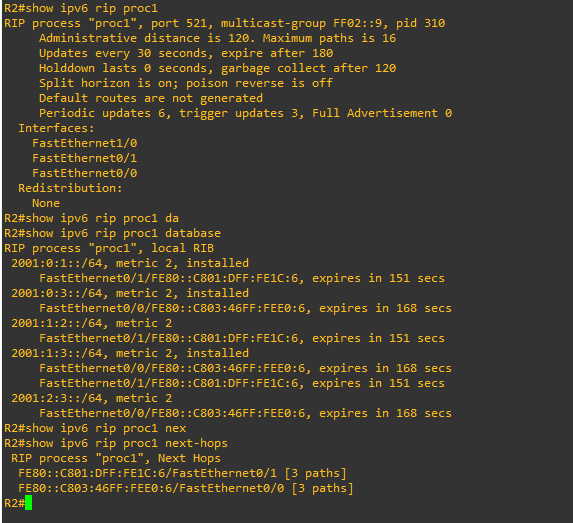 R2#show ipv6 rip proc1
RIP process "proc1", port 521, multicast-group FF02::9, pid 310
Administrative distance is 120. Maximum paths is 16
Updates every 30 seconds, expire after 180
Holddown lasts 0 seconds, garbage collect after 120
Split horizon is on; poison reverse is off
Default routes are not generated
Periodic updates 6, trigger updates 3, Full Advertisement 0
Interfaces:
FastEthernet1/0
FastEthernet0/1
FastEthernet0/0
Redistribution:
None
R2#show ipv6 rip proc1 da
R2#show ipv6 rip proc1 database
RIP process "proc1", local RIB
2001:0:1::/64, metric 2, installed
FastEthernet0/1/FE80::C801:DFF:FE1C:6, expires in 151 secs
2001:0:3::/64, metric 2, installed
FastEthernet0/0/FE80::C803:46FF:FEE0:6, expires in 168 secs
2001:1:2::/64, metric 2
FastEthernet0/1/FE80::C801:DFF:FE1C:6, expires in 151 secs
2001:1:3::/64, metric 2, installed
FastEthernet0/0/FE80::C803:46FF:FEE0:6, expires in 168 secs
FastEthernet0/1/FE80::C801:DFF:FE1C:6, expires in 151 secs
2001:2:3::/64, metric 2
FastEthernet0/0/FE80::C803:46FF:FEE0:6, expires in 168 secs
R2#show ipv6 rip proc1 nex
R2#show ipv6 rip proc1 next-hops
RIP process "proc1", Next Hops
FE80::C801:DFF:FE1C:6/FastEthernet0/1 [3 paths]
FE80::C803:46FF:FEE0:6/FastEthernet0/0 [3 paths]
R2#